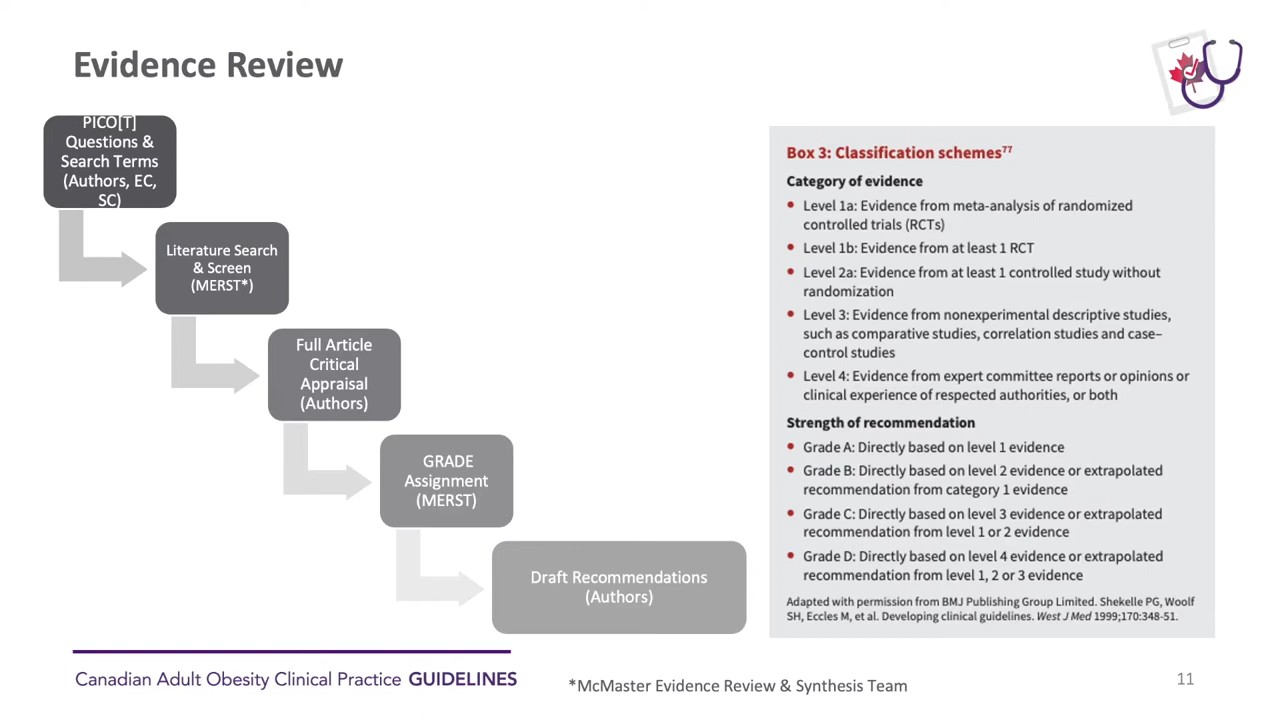 Evidence Review
PICO[T]
Questions &
Search Terms
(Authors, EC,
SC)
Literature Search
& Screen
(MERST*)
Full Article
Critical
Appraisal
(Authors)
GRADE
Assignment
(MERST)
Draft Recommendations
(Authors)
Box 3: Classification schemes77
Category of evidence
• Level 1a: Evidence from meta-analysis of randomized
controlled trials (RCTs)
• Level 1b: Evidence from at least 1 RCT
• Level 2a: Evidence from at least 1 controlled study without
randomization
• Level 3: Evidence from nonexperimental descriptive studies,
such as comparative studies, correlation studies and case–
control studies
• Level 4: Evidence from expert committee reports or opinions or
clinical experience of respected authorities, or both
Strength of recommendation
• Grade A: Directly based on level 1 evidence
• Grade B: Directly based on level 2 evidence or extrapolated
recommendation from category 1 evidence
• Grade C: Directly based on level 3 evidence or extrapolated
recommendation from level 1 or 2 evidence
• Grade D: Directly based on level 4 evidence or extrapolated
recommendation from level 1, 2 or 3 evidence
Adapted with permission from BMJ Publishing Group Limited. Shekelle PG, Woolf
SH, Eccles M, et al. Developing clinical guidelines. West J Med 1999;170:348-51.
Canadian Adult Obesity Clinical Practice GUIDELINES
*McMaster Evidence Review & Synthesis Team
11